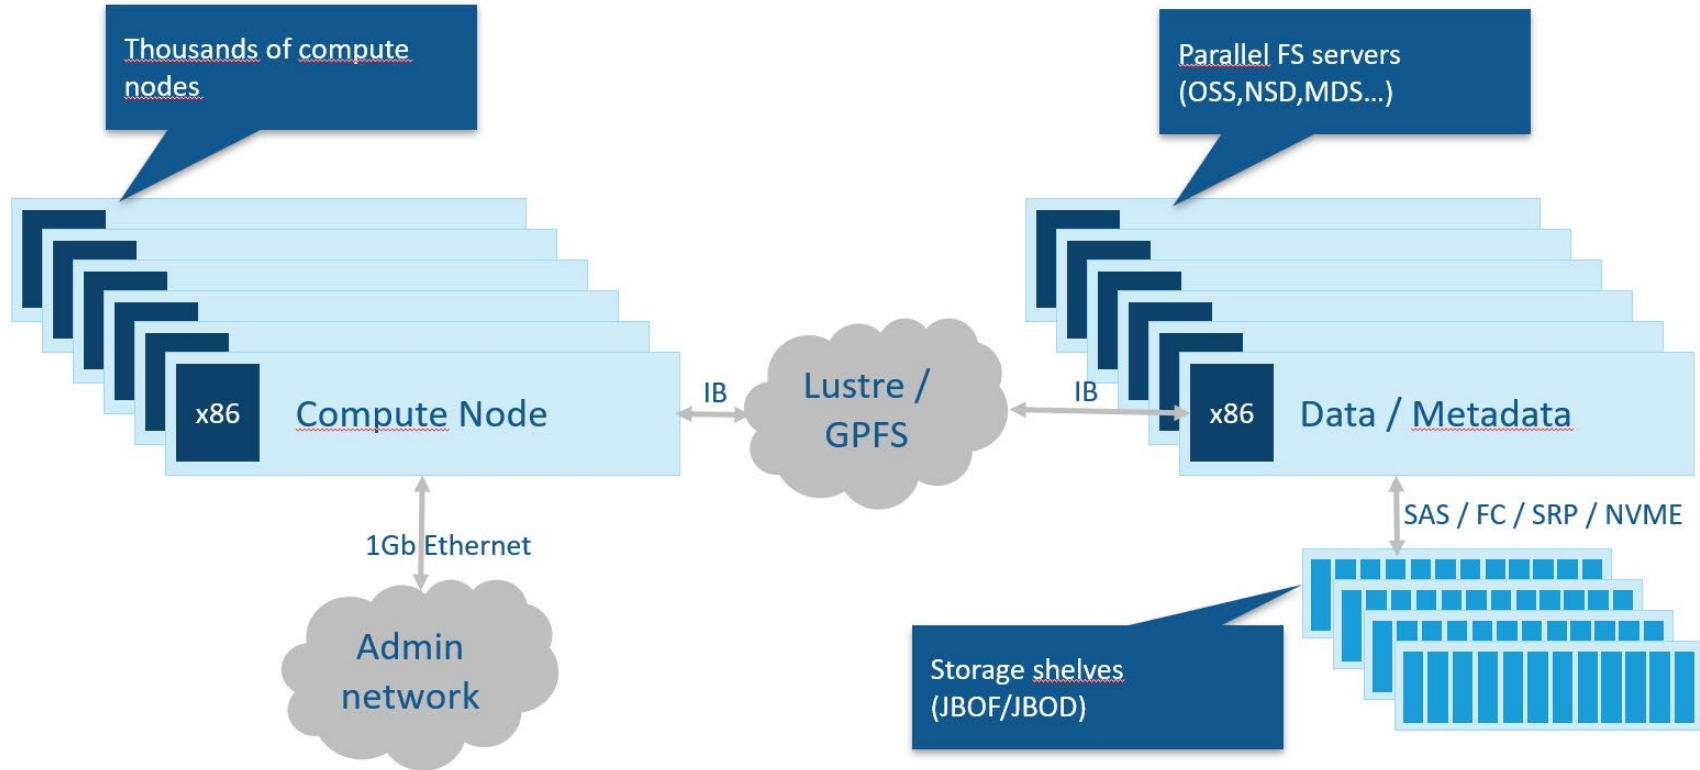 Thousands of compute
nodes
Parallel FS servers
(OSS,NSD,MDS...)
x86
Compute Node
IB
Lustre /
GPFS
IB
x86
Data / Metadata
1Gb Ethernet
SAS / FC / SRP / NVME
Admin
network
Storage shelves
(JBOF/JBOD)